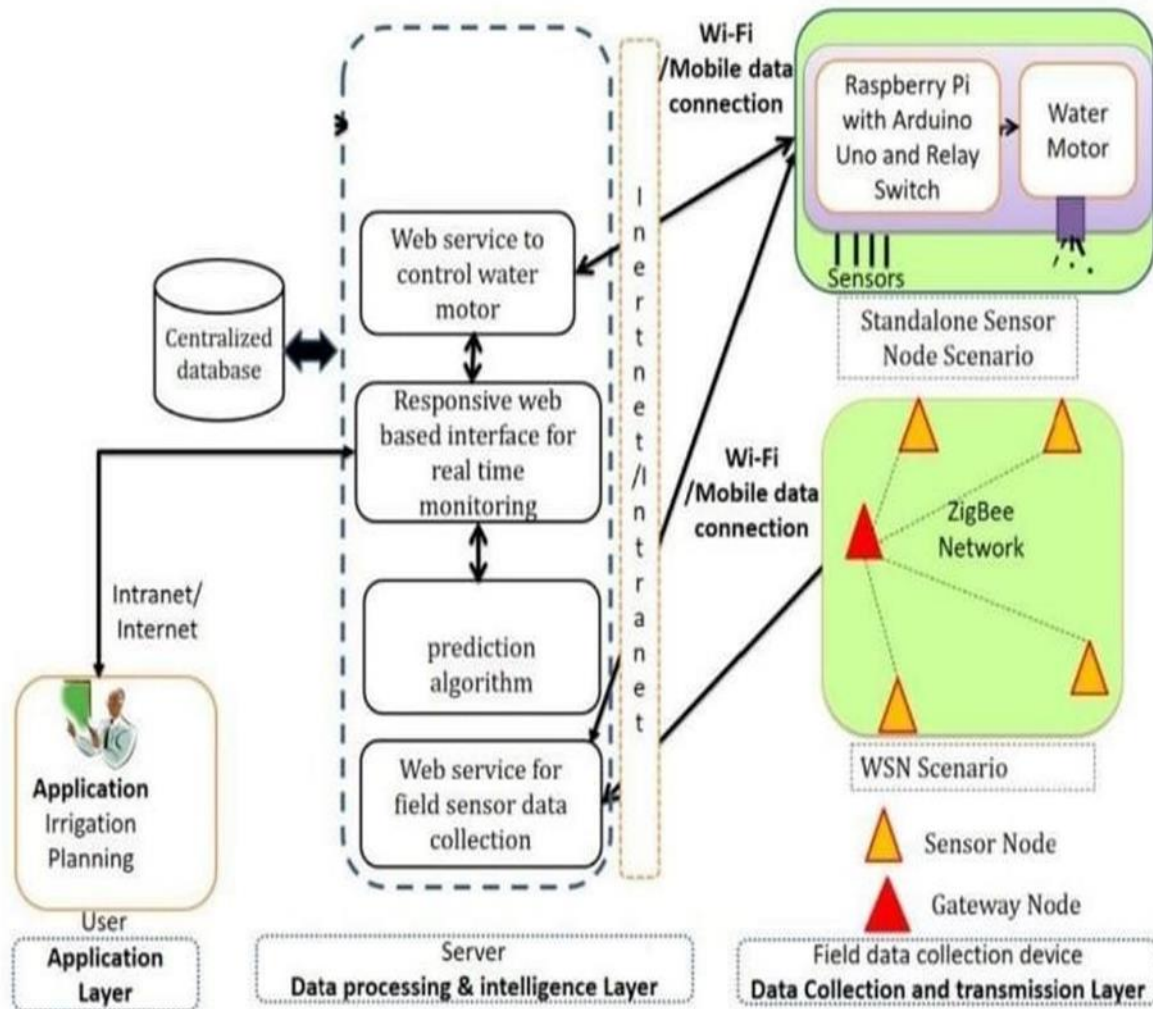 Wi-Fi
/Mobile data
connection
Raspberry Pi
with Arduino
Uno and Relay
Switch
Water
Motor
Sensors
Standalone Sensor
Node Scenario
Web service to
control water
motor
Centralized
database
Responsive web
based interface for
real time
monitoring
prediction
algorithm
Web service for
field sensor data
collection
I
n
e
r
t
n
e
t
/
I
n
t
r
a
n
e
t
Wi-Fi
/Mobile data
connection
ZigBee
Network
WSN Scenario
Sensor Node
Gateway Node
Intranet/
Internet
Application
Irrigation
Planning
User
Application
Layer
Server
Data processing & intelligence Layer
Field data collection device
Data Collection and transmission Layer